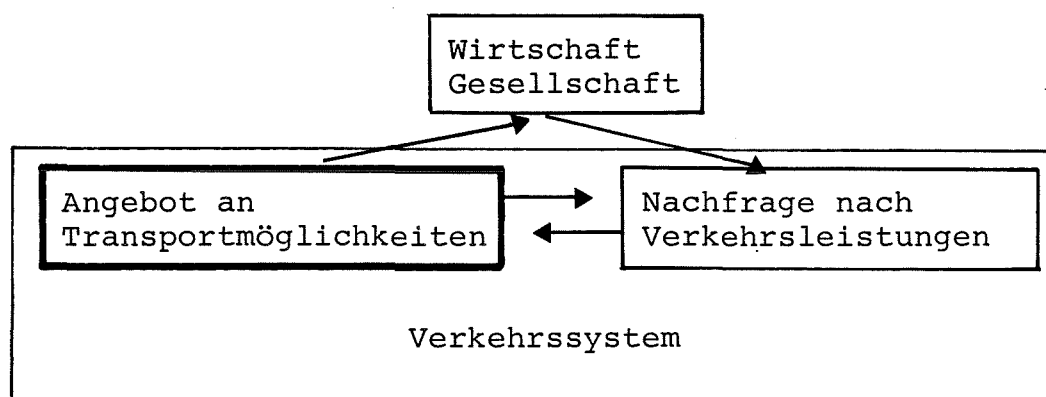 Wirtschaft
Gesellschaft
Angebot an
Transportmöglichkeiten
Nachfrage nach
Verkehrsleistungen
Verkehrssystem